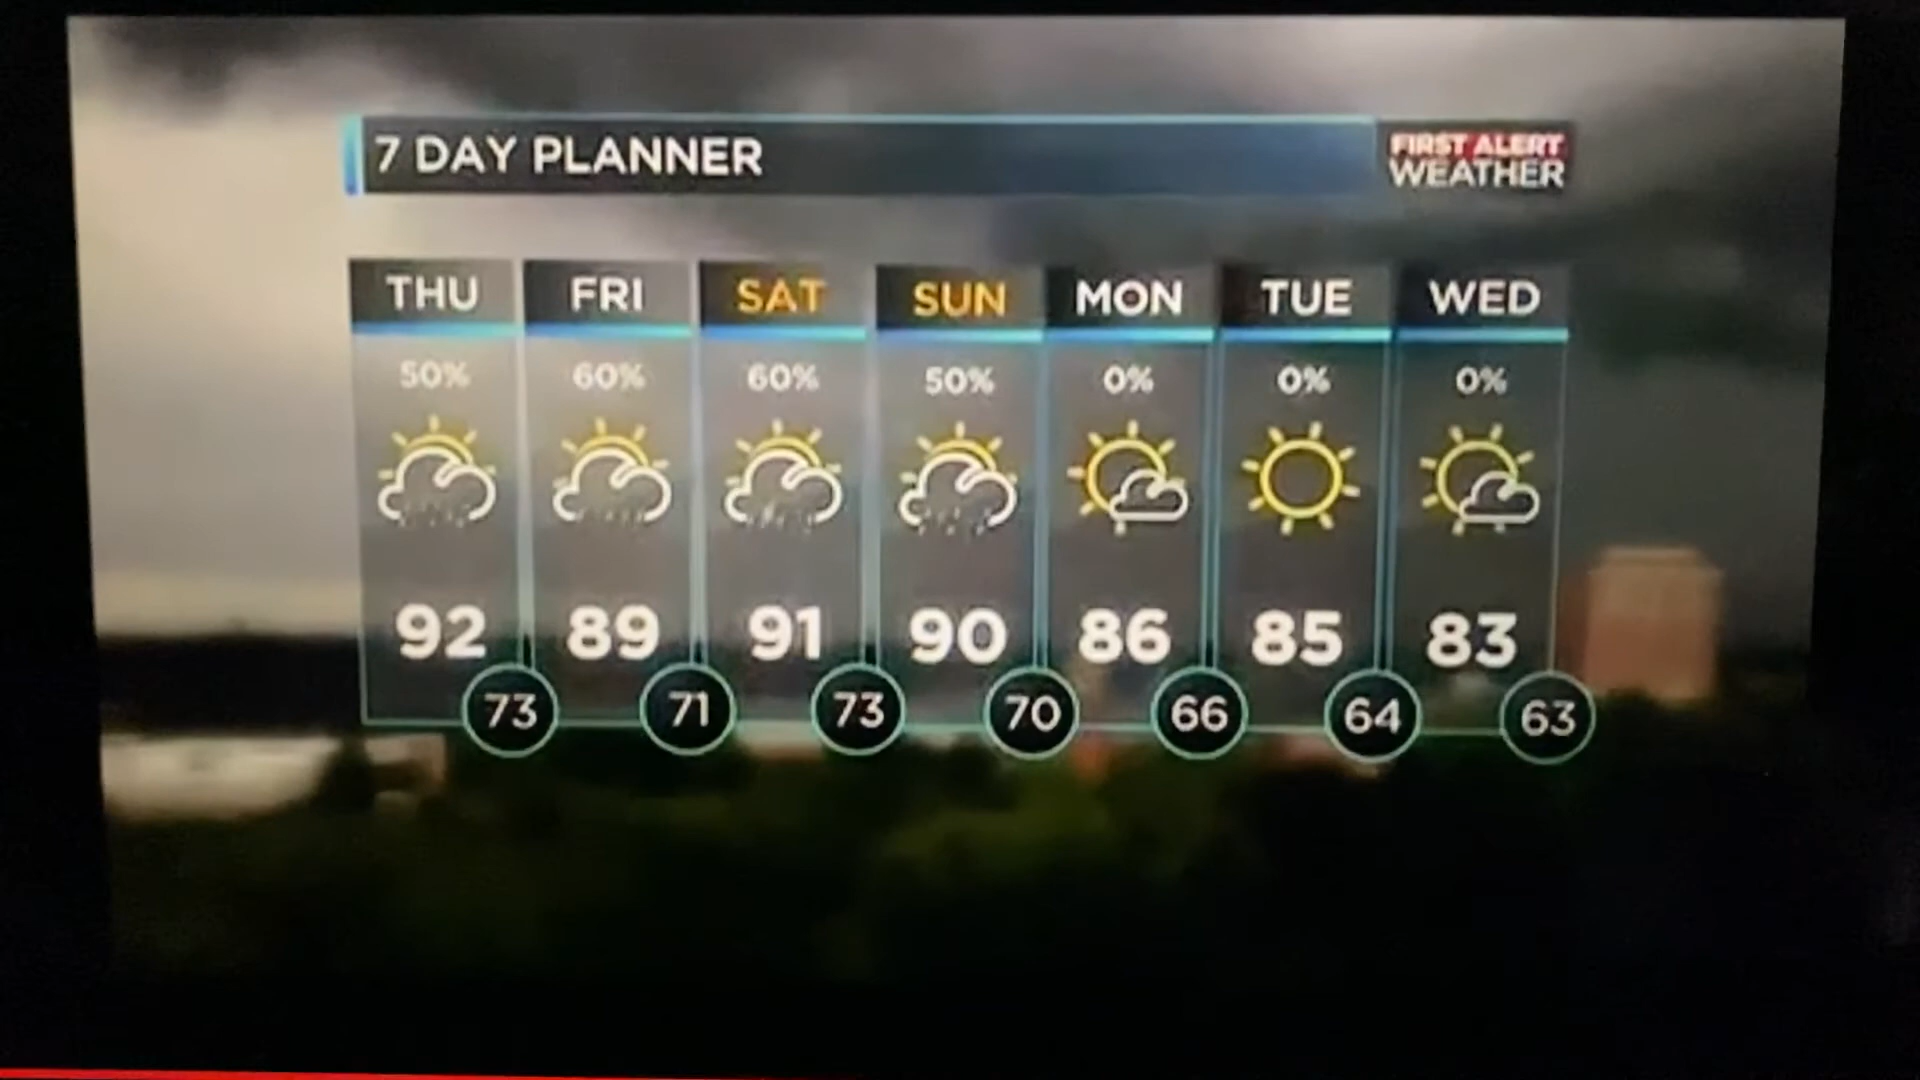 7 DAY PLANNER
FIRST ALERT
WEATHER
THU FRI SAT SUN MON TUE WED
50% 60% 60% 50% 0% 0% 0%
92 89 91 90 86 85 83
73 71 73 70 66 64 63